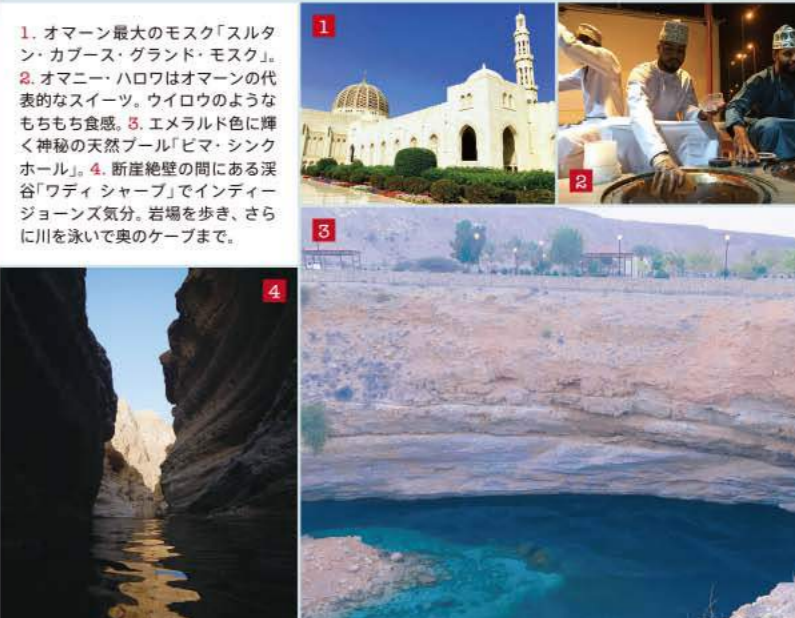 1. オマーン最大のモスク「スルタ
ン・カブース・グランド・モスク」。
2. オマニー・ハロワはオマーンの代
表的なスイーツ。ウイロウのような
もちもち食感。3. エメラルド色に輝
く神秘の天然プール「ビマ・シンク
ホール」。4. 断崖絶壁の間にある渓
谷「ワディ シャーブ」でインディー
ジョーンズ気分。岩場を歩き、さら
に川を泳いで奥のケーブまで。
1
2
3
4